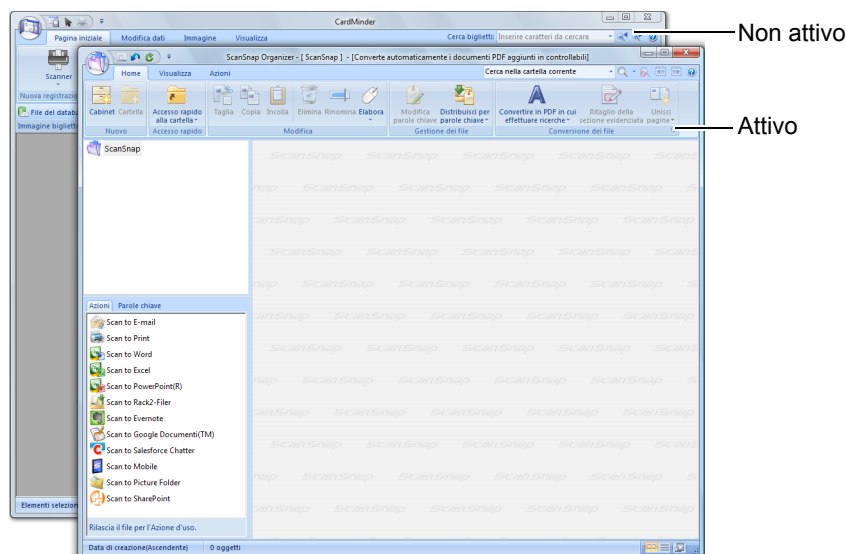 CardMinder
Non attivo
Pagina iniziale Modifica dati Immagine Visualizza
Cerca biglietti: Inserire caratteri da cercare
Scanner
Nuova registrazio
File del databa
Immagine bigliett
Elementi selezion
ScanSnap Organizer - [ ScanSnap ] - [Converte automaticamente i documenti PDF aggiunti in controllabili]
Home Visualizza Azioni
Cerca nella cartella corrente
Cabinet Cartella
Nuovo
Accesso rapido
alla cartella
Accesso rapido
Taglia Copia Incolla Elimina Rinomina Elabora
Modifica
Modifica
parole chiave
Distribuisci per
parole chiave
Gestione dei file
Convertire in PDF in cui
effettuare ricerche
Ritaglio della
sezione evidenziata
Unisci
pagine
Conversione dei file
Attivo
ScanSnap
Azioni Parole chiave
Scan to E-mail
Scan to Print
Scan to Word
Scan to Excel
Scan to PowerPoint(R)
Scan to Rack2-Filer
Scan to Evernote
Scan to Google Documenti(TM)
Scan to Salesforce Chatter
Scan to Mobile
Scan to Picture Folder
Scan to SharePoint
Rilascia il file per l'Azione d'uso.
Data di creazione(Ascendente) 0 oggetti